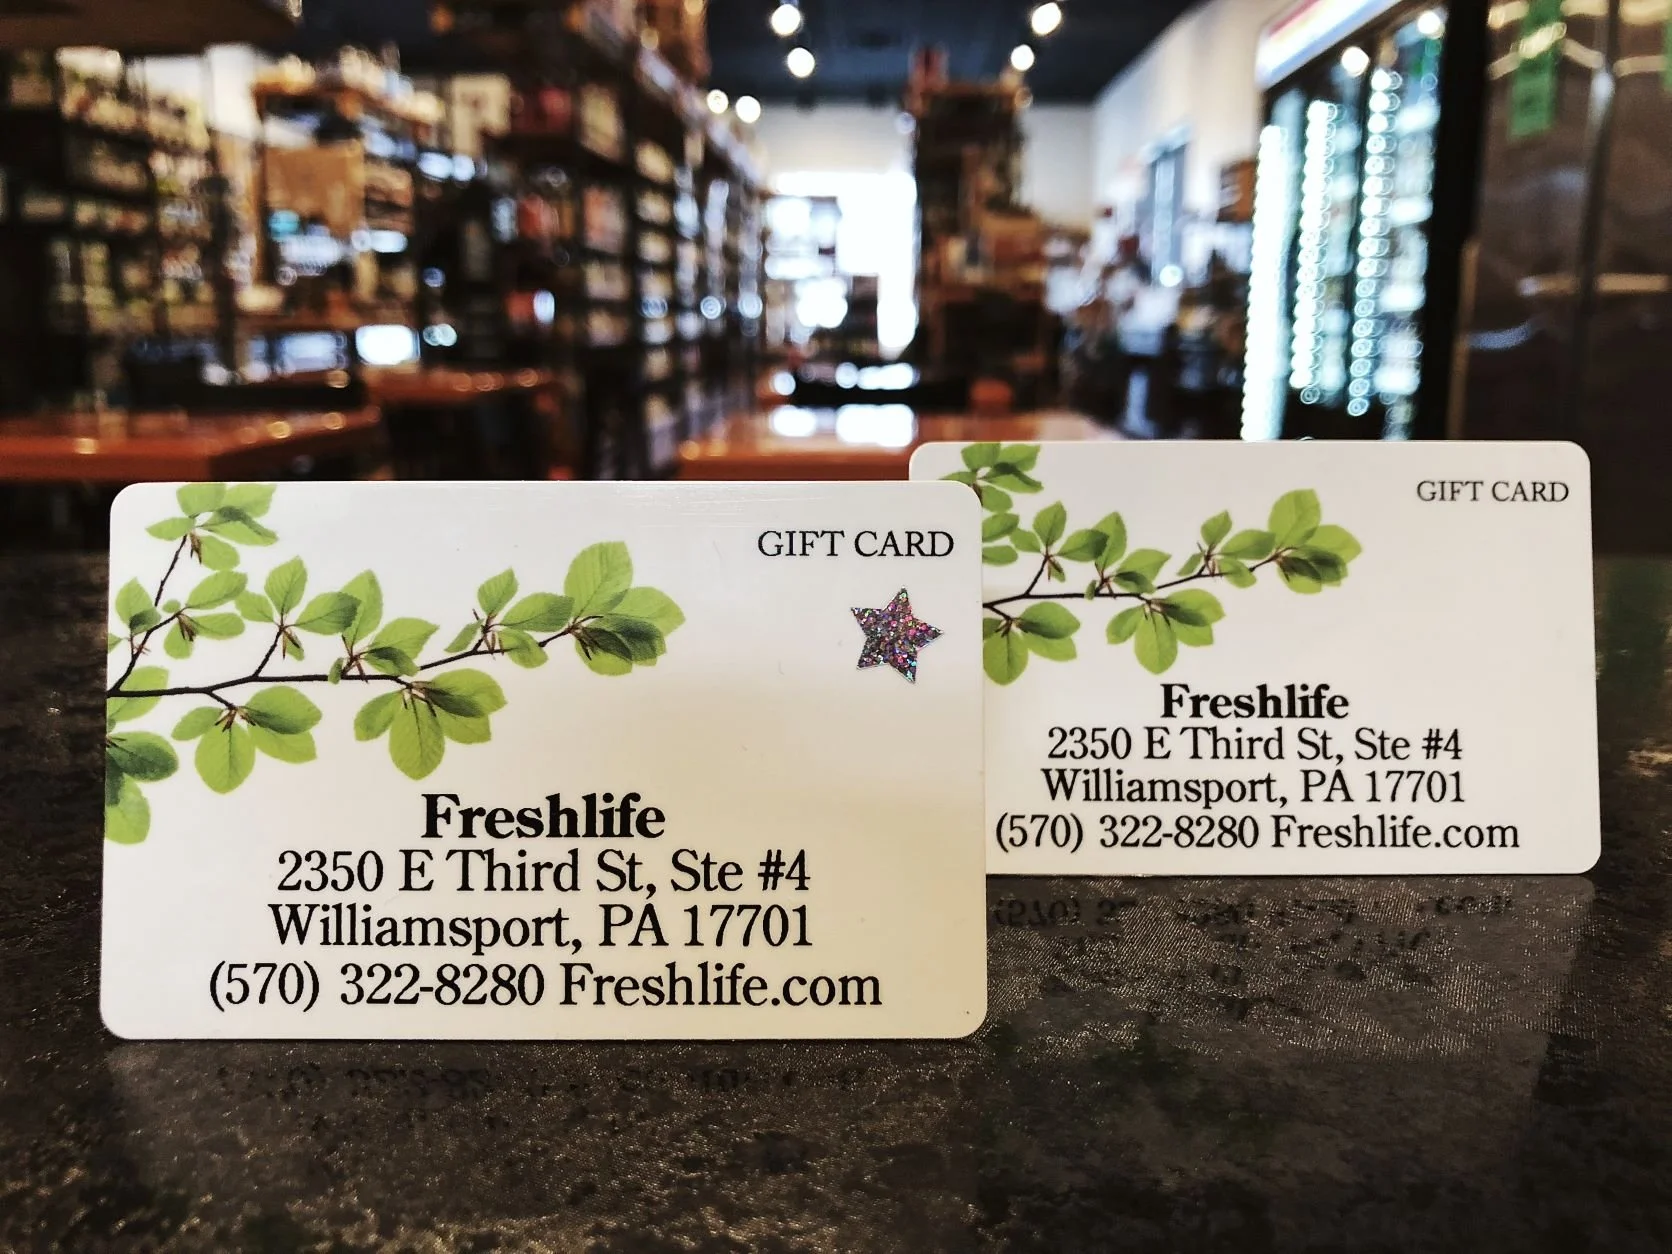 GIFT CARD
Freshlife
2350 E Third St, Ste #4
Williamsport, PA 17701
(570) 322-8280 Freshlife.com
GIFT CARD
Freshlife
2350 E Third St, Ste #4
Williamsport, PA 17701
(570) 322-8280 Freshlife.com